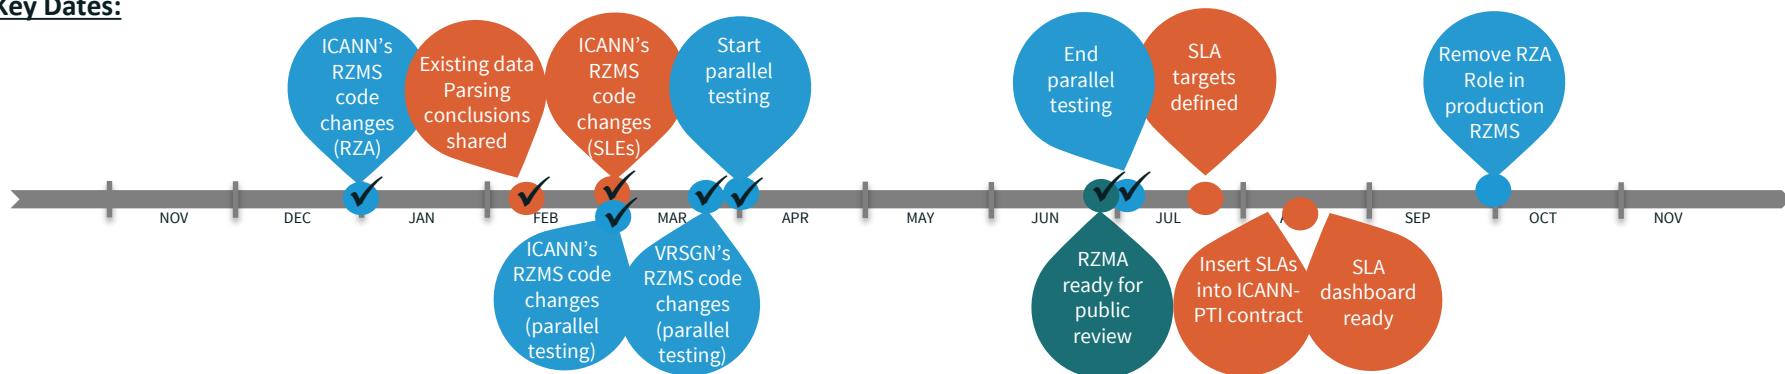 Key Dates:
ICANN's
RZMS
code
changes
(RZA)
Existing data
Parsing
conclusions
shared
ICANN's
RZMS
code
changes
(SLEs)
Start
parallel
testing
End
parallel
testing
SLA
targets
defined
Remove RZA
Role in
production
RZMS
NOV
DEC
JAN
FEB
MAR
APR
MAY
JUN
JUL
SEP
OCT
NOV
ICANN's
RZMS code
changes
(parallel
testing)
VRSGN's
RZMS code
changes
(parallel
testing)
RZMA
ready for
public
review
Insert SLAs
into ICANN-
PTI contract
SLA
dashboard
ready